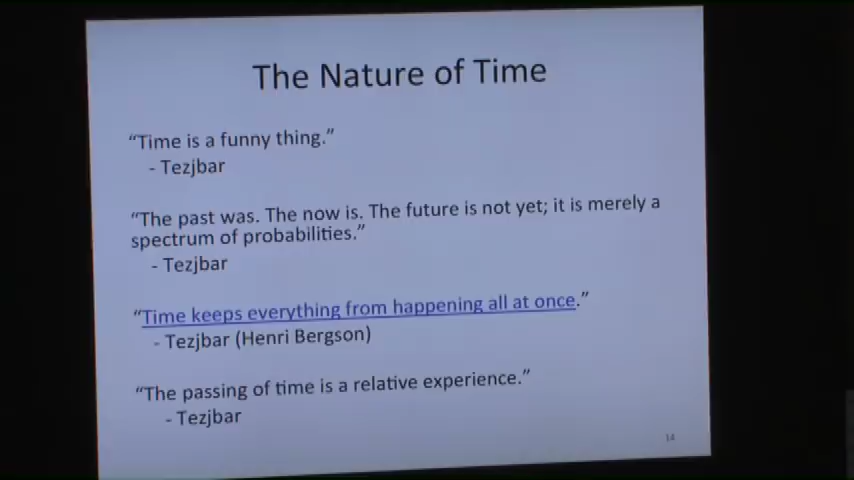 The Nature of Time
“Time is a funny thing.”
- Tezjbar
“The past was. The now is. The future is not yet; it is merely a
spectrum of probabilities.”
- Tezjbar
“Time keeps everything from happening all at once.”
- Tezjbar (Henri Bergson)
“The passing of time is a relative experience.”
- Tezjbar
14